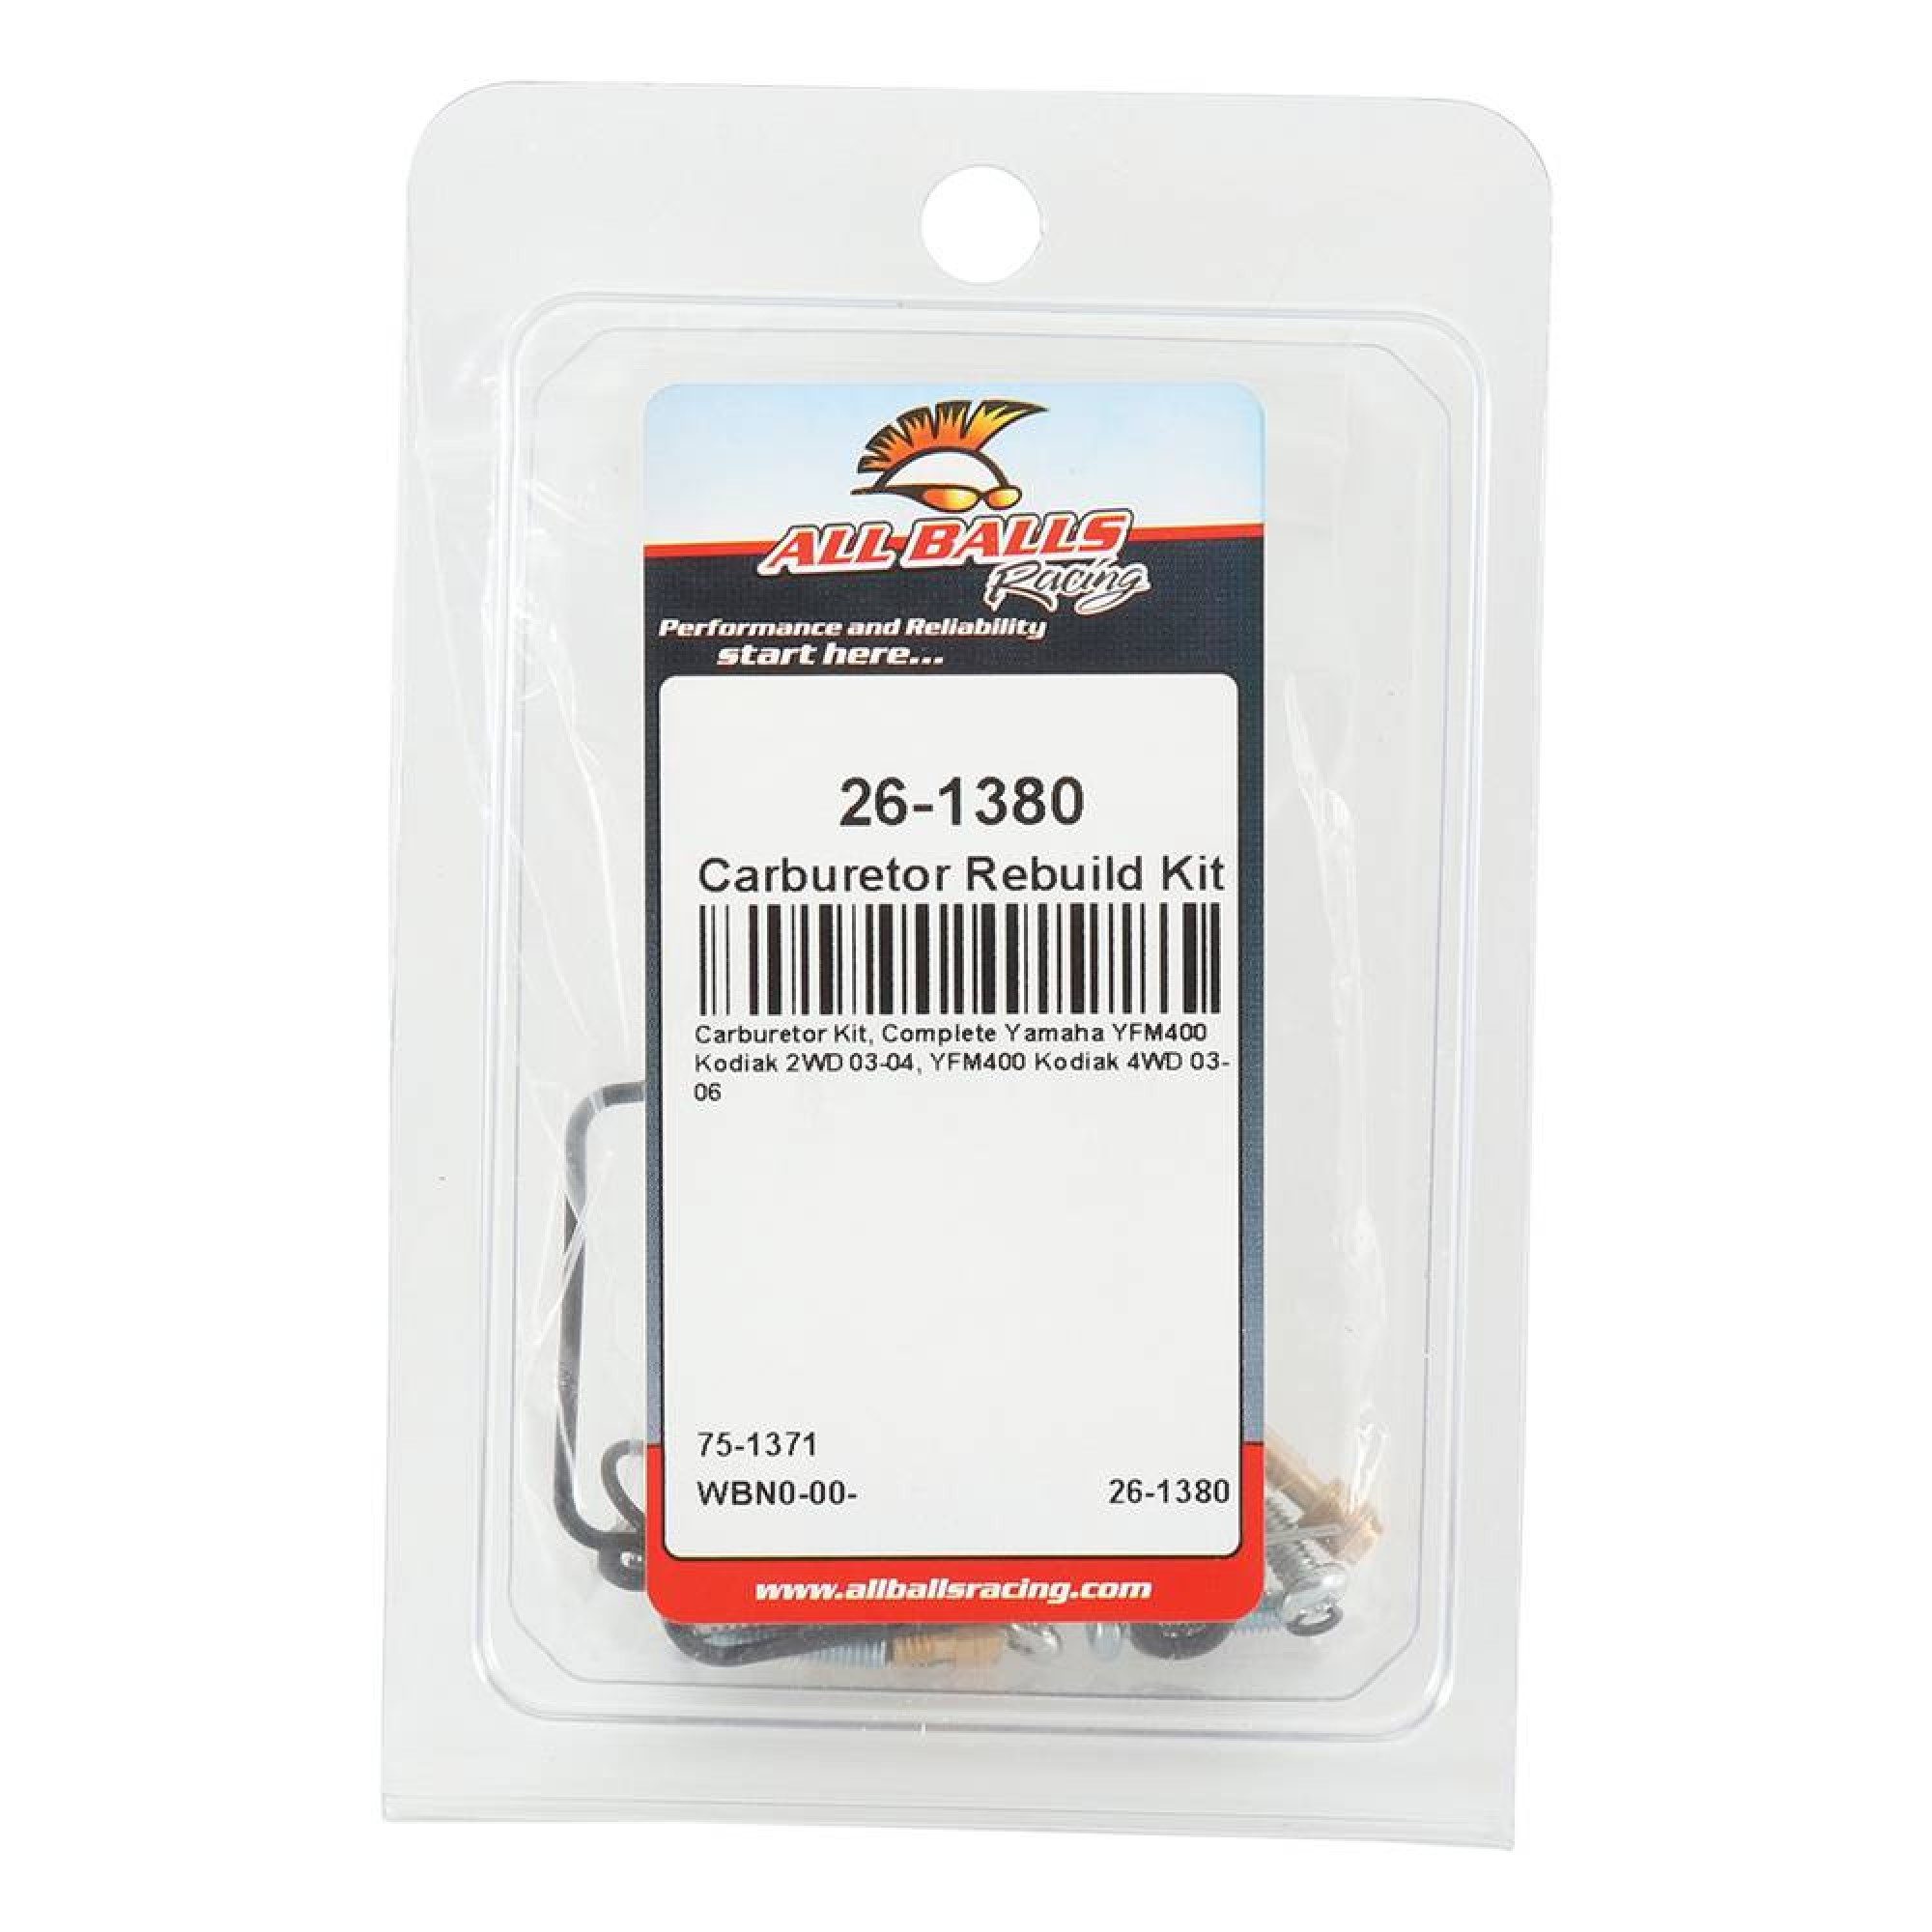 ALL BALLS
Racing
Performance and Reliability
start here...
26-1380
Carburetor Rebuild Kit
Carburetor Kit, Complete Yamaha YFM400
Kodiak 2WD 03-04, YFM400 Kodiak 4WD 03-
06
75-1371
WBN0-00- 26-1380
www.allballsracing.com